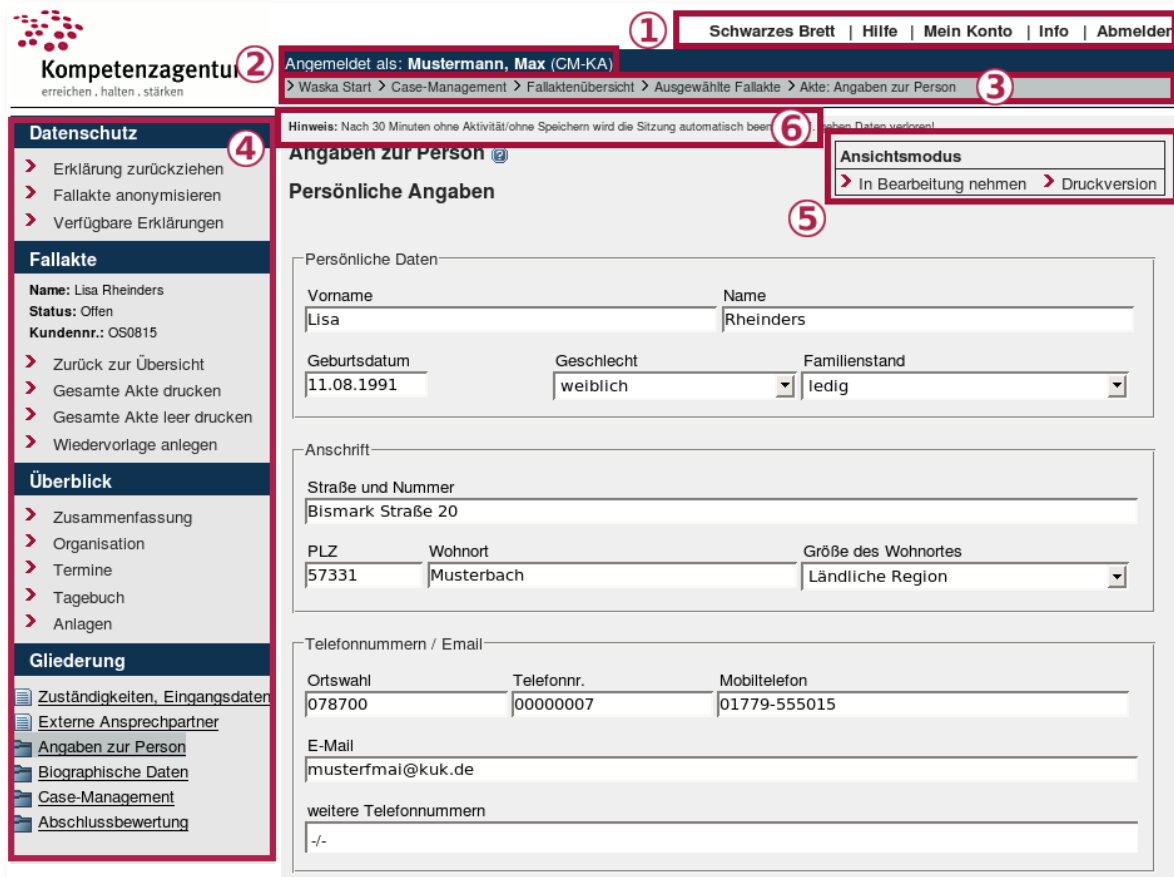 ① Schwarzes Brett | Hilfe | Mein Konto | Info | Abmelden
Kompetenzagentu
erreichen . halten . stärken
② Angemeldet als: Mustermann, Max (CM-KA)
> Waska Start > Case-Management > Fallaktenübersicht > Ausgewählte Fallakte > Akte: Angaben zur Person ③
④
Datenschutz
Erklärung zurückziehen
Fallakte anonymisieren
Verfügbare Erklärungen
Fallakte
Name: Lisa Rheinders
Status: Offen
Kundennr.: OS0815
Zurück zur Übersicht
Gesamte Akte drucken
Gesamte Akte leer drucken
Wiedervorlage anlegen
Überblick
Zusammenfassung
Organisation
Termine
Tagebuch
Anlagen
Gliederung
Zuständigkeiten, Eingangsdaten
Externe Ansprechpartner
Angaben zur Person
Biographische Daten
Case-Management
Abschlussbewertung
Hinweis: Nach 30 Minuten ohne Aktivität/ohne Speichern wird die Sitzung automatisch been ⑥ Daten verloren!
Angaben zur Person
Persönliche Angaben
Ansichtsmodus
In Bearbeitung nehmen Druckversion
⑤
Persönliche Daten
Vorname Name
Lisa Rheinders
Geburtsdatum Geschlecht Familienstand
11.08.1991 weiblich ledig
Anschrift
Straße und Nummer
Bismark Straße 20
PLZ Wohnort Größe des Wohnortes
57331 Musterbach Ländliche Region
Telefonnummern / Email
Ortswahl Telefonnr. Mobiltelefon
078700 00000007 01779-555015
E-Mail
musterfmai@kuk.de
weitere Telefonnummern
-/-